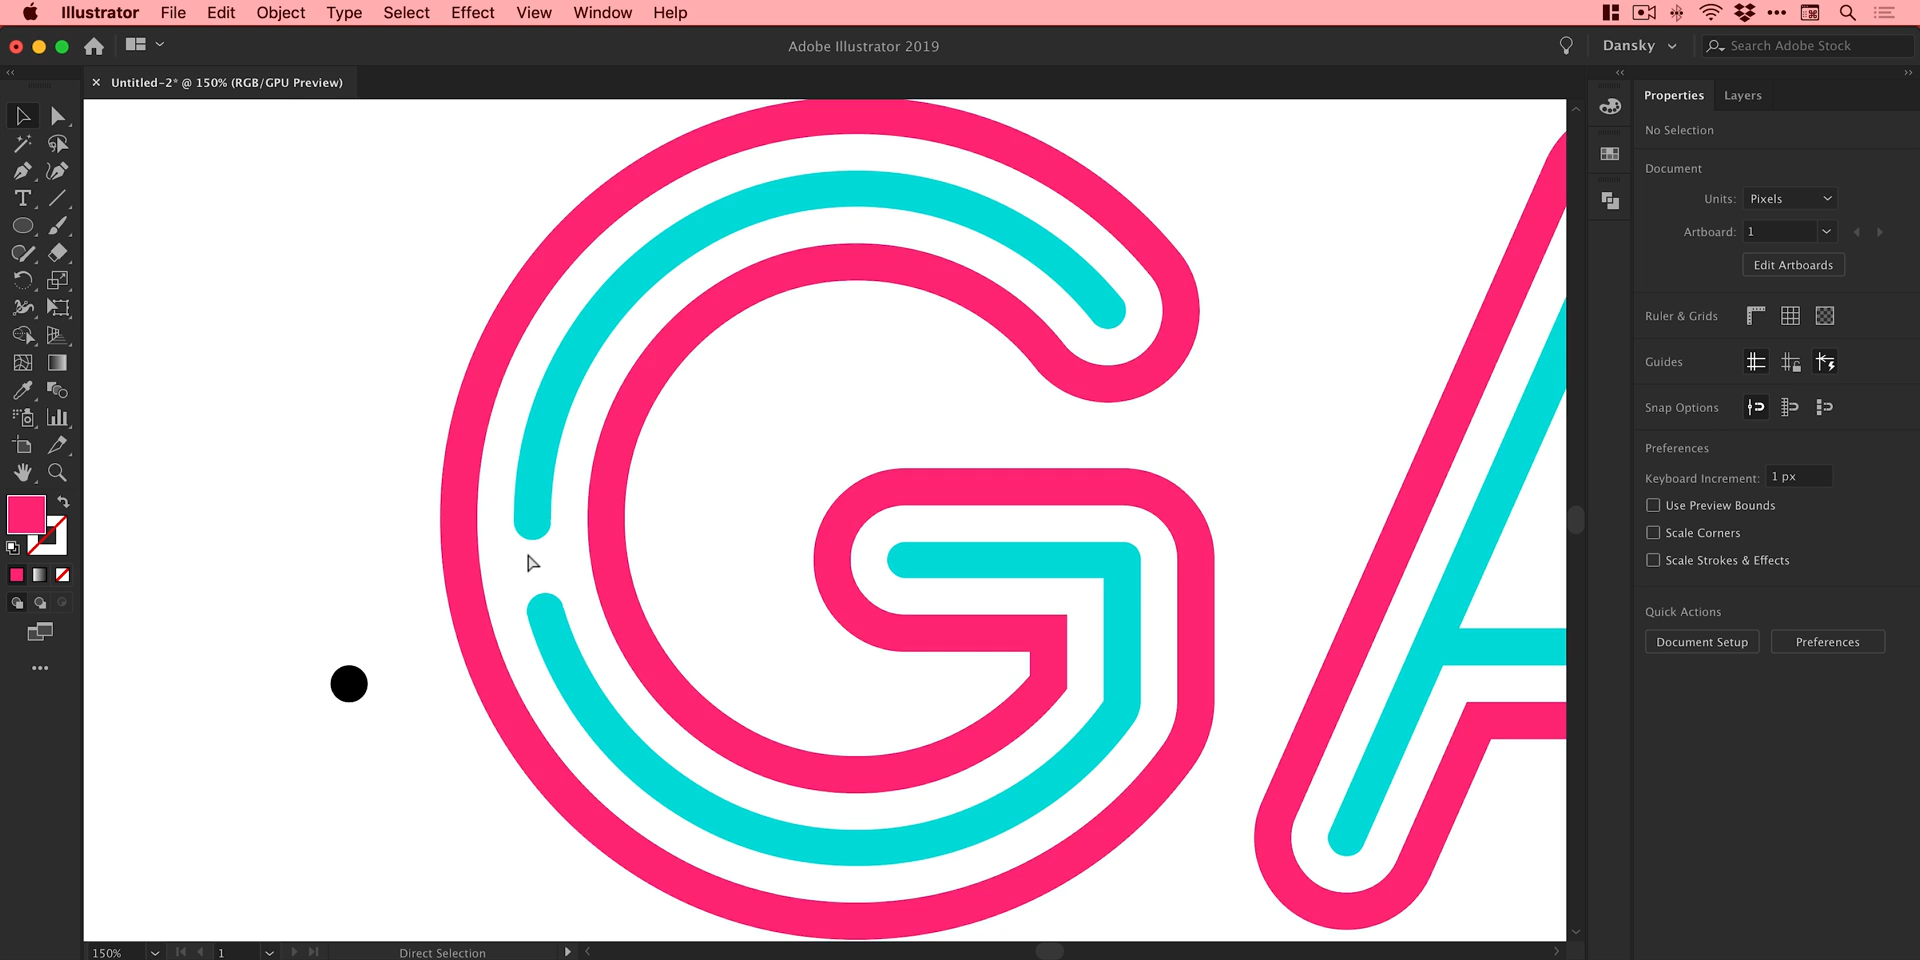 Illustrator File Edit Object Type Select Effect View Window Help
Adobe Illustrator 2019
Dansky
Search Adobe Stock
Untitled-2* @ 150% (RGB/GPU Preview)
Properties Layers
No Selection
Document
Units: Pixels
Artboard: 1
Edit Artboards
Ruler & Grids
Guides
Snap Options
Preferences
Keyboard Increment: 1 px
Use Preview Bounds
Scale Corners
Scale Strokes & Effects
Quick Actions
Document Setup Preferences
G
150% 1 Direct Selection